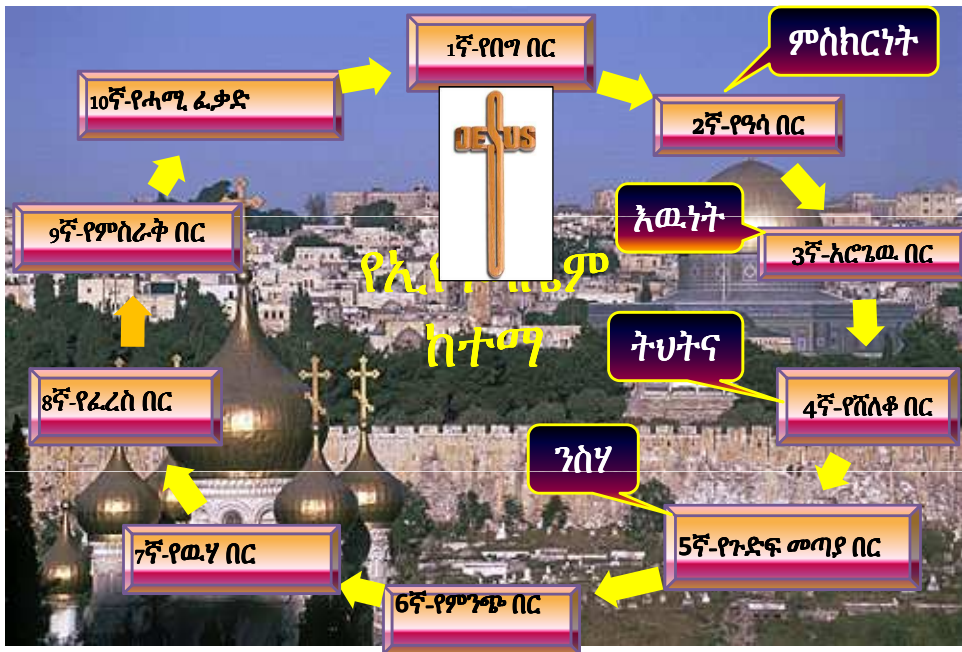 1ኛ-የበግ በር
ምስክርነት
2ኛ-የዓሳ በር
እዉነት
3ኛ-አሮጌዉ በር
ትህትና
4ኛ-የሸለቆ በር
ንስሃ
5ኛ-የጉድፍ መጣያ በር
6ኛ-የምንጭ በር
7ኛ-የዉሃ በር
8ኛ-የፈረስ በር
9ኛ-የምስራቅ በር
10ኛ-የሓሚ ፈቃድ
JESUS
ከተማ